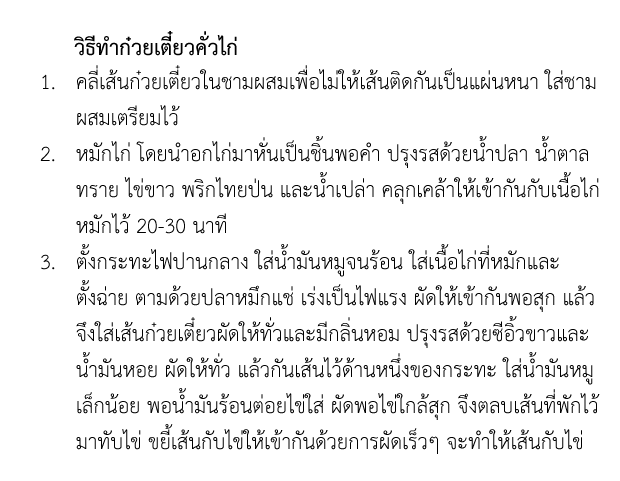 วิธีทำก๋วยเตี๋ยวคั่วไก่
1. คลี่เส้นก๋วยเตี๋ยวในชามผสมเพื่อไม่ให้เส้นติดกันเป็นแผ่นหนา ใส่ชาม
ผสมเตรียมไว้
2. หมักไก่ โดยนำอกไก่มาหั่นเป็นชิ้นพอคำ ปรุงรสด้วยน้ำปลา น้ำตาล
ทราย ไข่ขาว พริกไทยป่น และน้ำเปล่า คลุกเคล้าให้เข้ากันกับเนื้อไก่
หมักไว้ 20-30 นาที
3. ตั้งกระทะไฟปานกลาง ใส่น้ำมันหมูจนร้อน ใส่เนื้อไก่ที่หมักและ
ตั้งฉ่าย ตามด้วยปลาหมึกแช่ เร่งเป็นไฟแรง ผัดให้เข้ากันพอสุก แล้ว
จึงใส่เส้นก๋วยเตี๋ยวผัดให้ทั่วและมีกลิ่นหอม ปรุงรสด้วยซีอิ้วขาวและ
น้ำมันหอย ผัดให้ทั่ว แล้วกันเส้นไว้ด้านหนึ่งของกระทะ ใส่น้ำมันหมู
เล็กน้อย พอน้ำมันร้อนต่อยไข่ใส่ ผัดพอไข่ใกล้สุก จึงตลบเส้นที่พักไว้
มาทับไข่ ขยี้เส้นกับไข่ให้เข้ากันด้วยการผัดเร็วๆ จะทำให้เส้นกับไข่